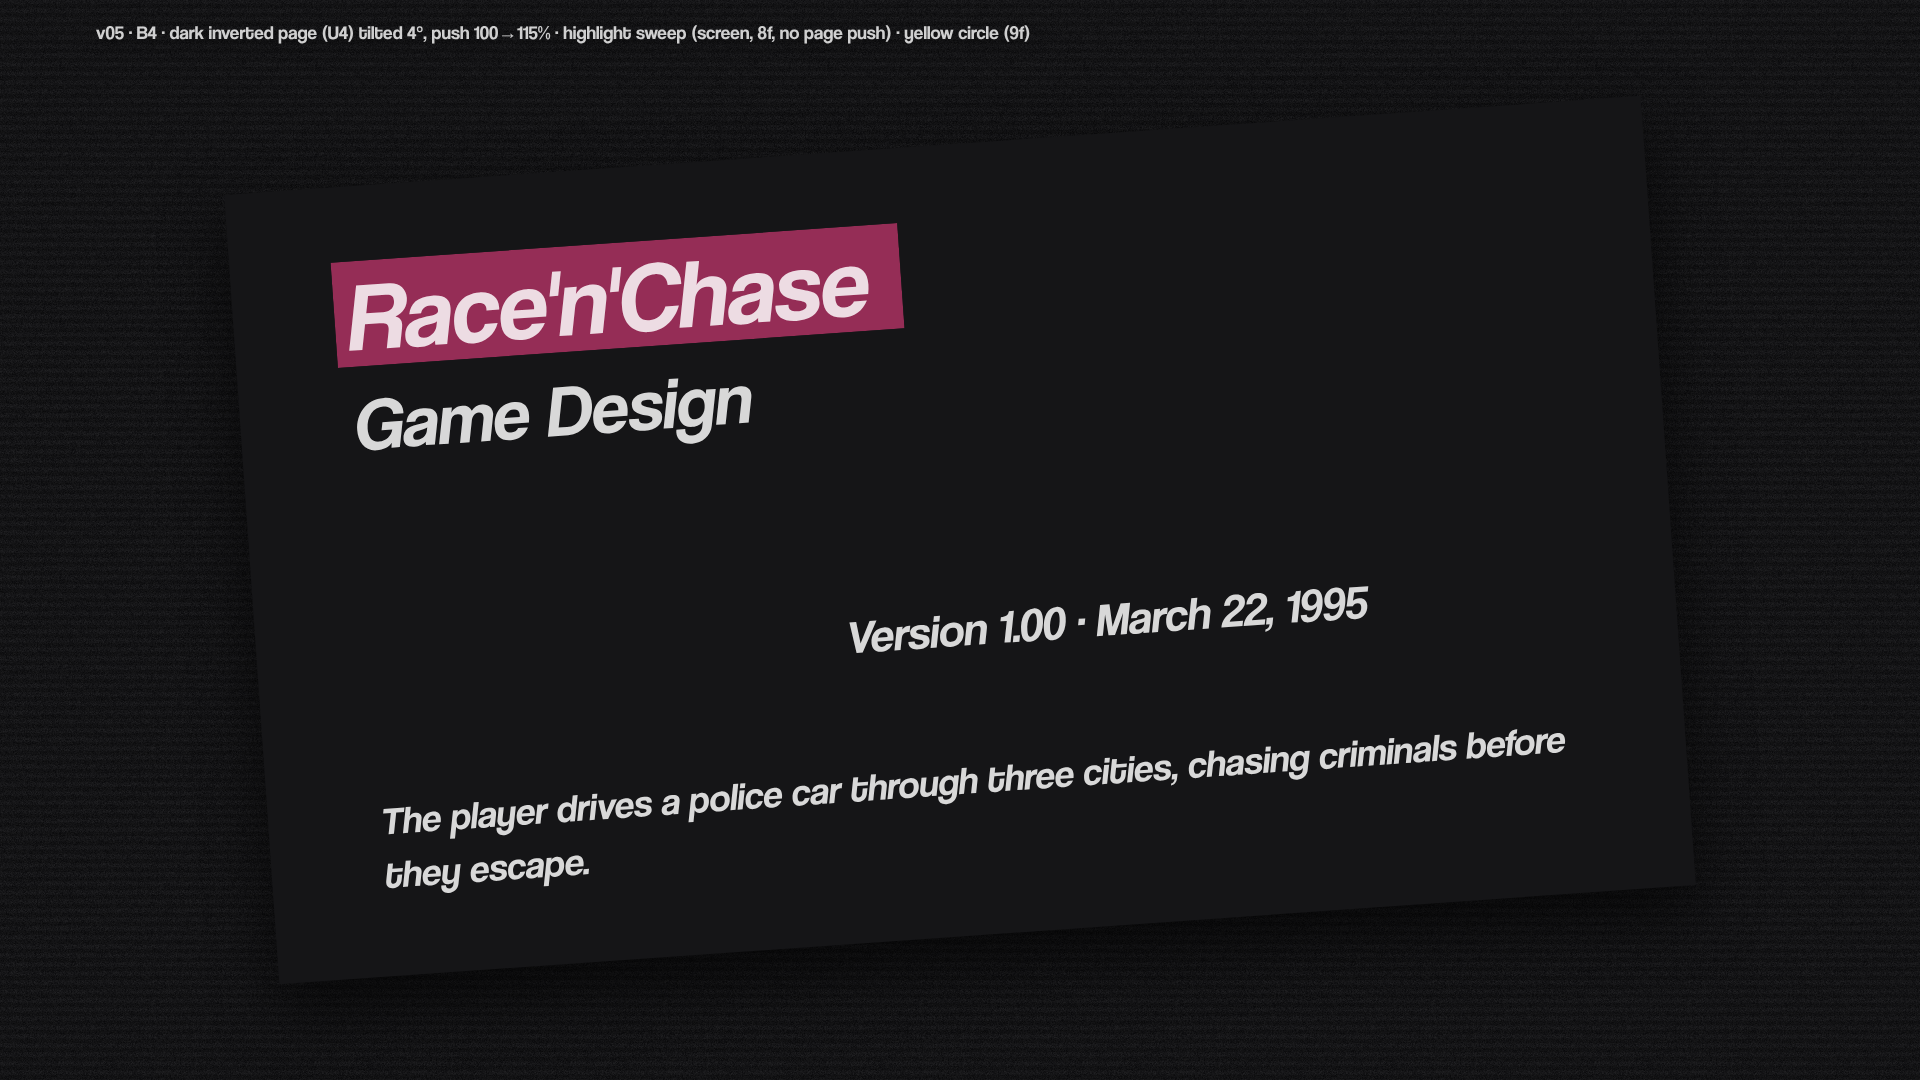 v05 · B4 · dark inverted page (U4) tilted 4°, push 100→115% · highlight sweep (screen, 8f, no page push) · yellow circle (9f)
Race'n'Chase
Game Design
Version 1.00 · March 22, 1995
The player drives a police car through three cities, chasing criminals before
they escape.